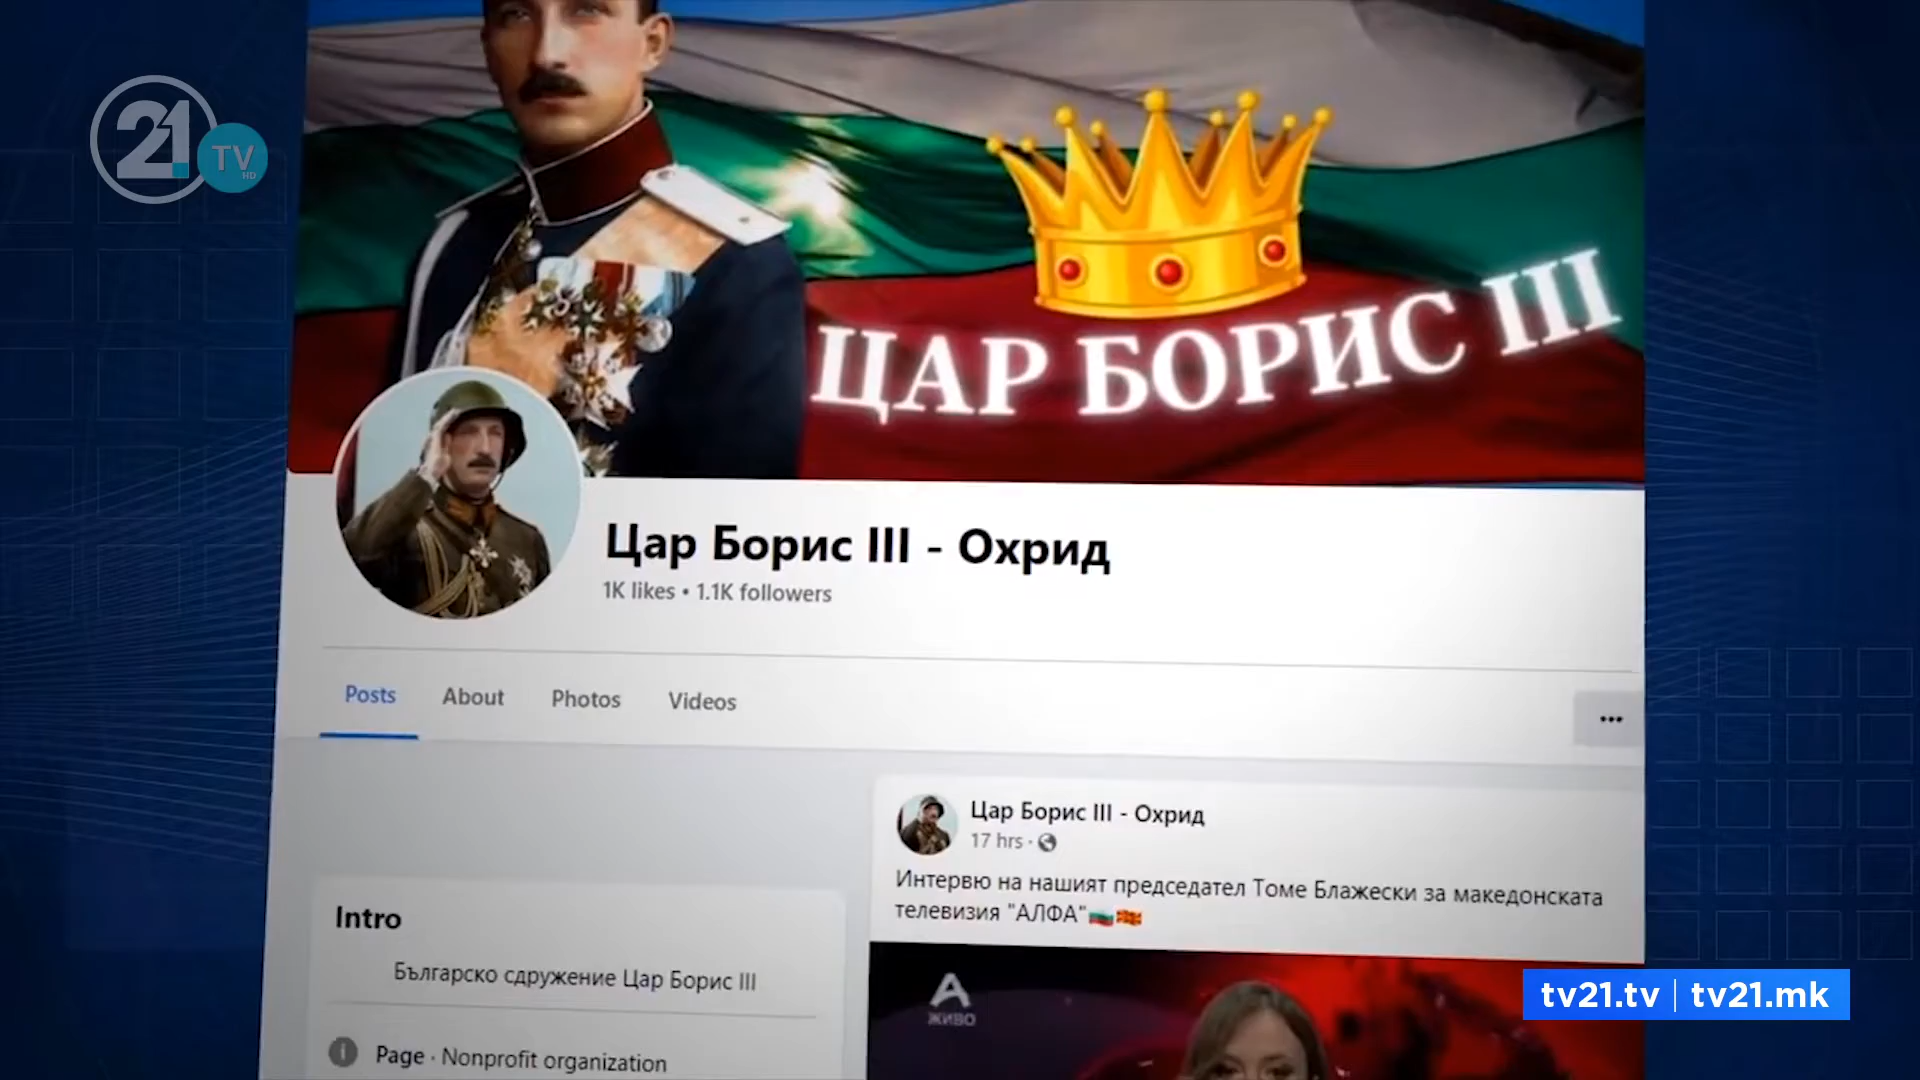 21
TV
HD
ЦАР БОРИС III
Цар Борис III - Охрид
1K likes • 1.1K followers
Posts
About
Photos
Videos
Цар Борис III - Охрид
17 hrs ·
Интервю на нашият председател Томе Блажески за македонската
телевизия "АЛФА"
Intro
Българско сдружение Цар Борис III
Page · Nonprofit organization
А
ЖИВО
tv21.tv | tv21.mk